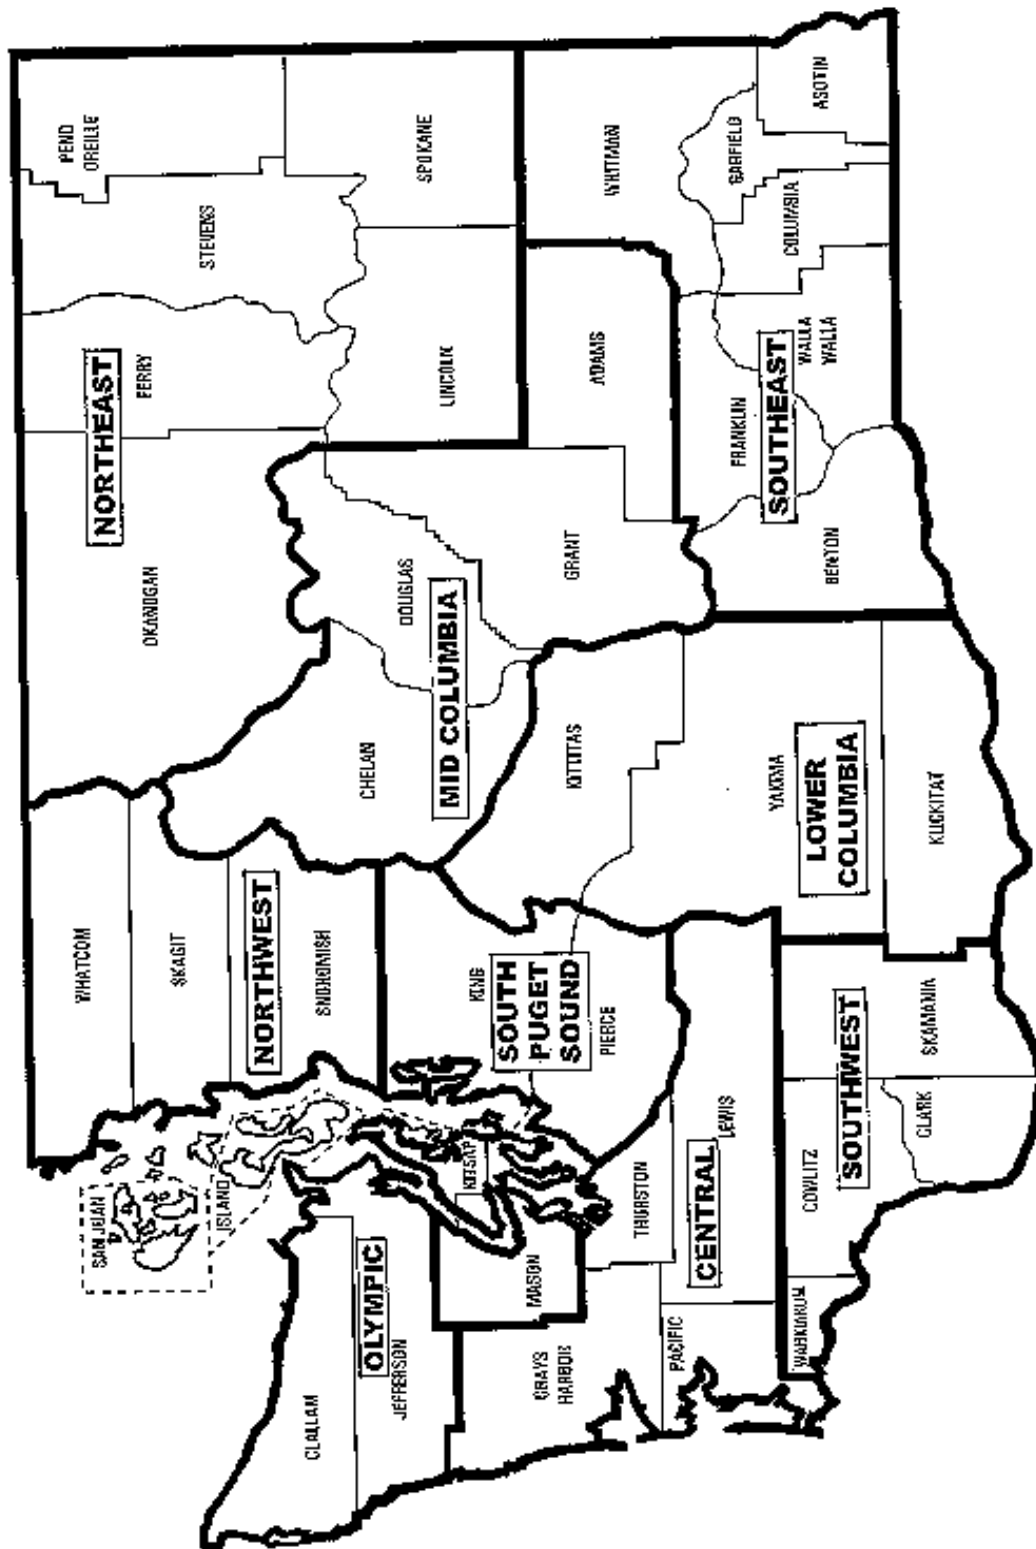 WHATCOM
SKAGIT
NORTHWEST
SNOHOMISH
SAN JUAN
ISLAND
CLALLAM
OLYMPIC
JEFFERSON
KITSAP
MASON
GRAYS
HARBOR
KING
SOUTH
PUGET
SOUND
PIERCE
THURSTON
CENTRAL
LEWIS
PACIFIC
WAHKIAKUM
COWLITZ
SOUTHWEST
CLARK
SKAMANIA
OKANOGAN
NORTHEAST
FERRY
STEVENS
PEND
OREILLE
SPOKANE
LINCOLN
CHELAN
DOUGLAS
MID COLUMBIA
GRANT
ADAMS
KITTITAS
YAKIMA
LOWER
COLUMBIA
KLICKITAT
WHITMAN
GARFIELD
ASOTIN
COLUMBIA
WALLA
WALLA
FRANKLIN
SOUTHEAST
BENTON